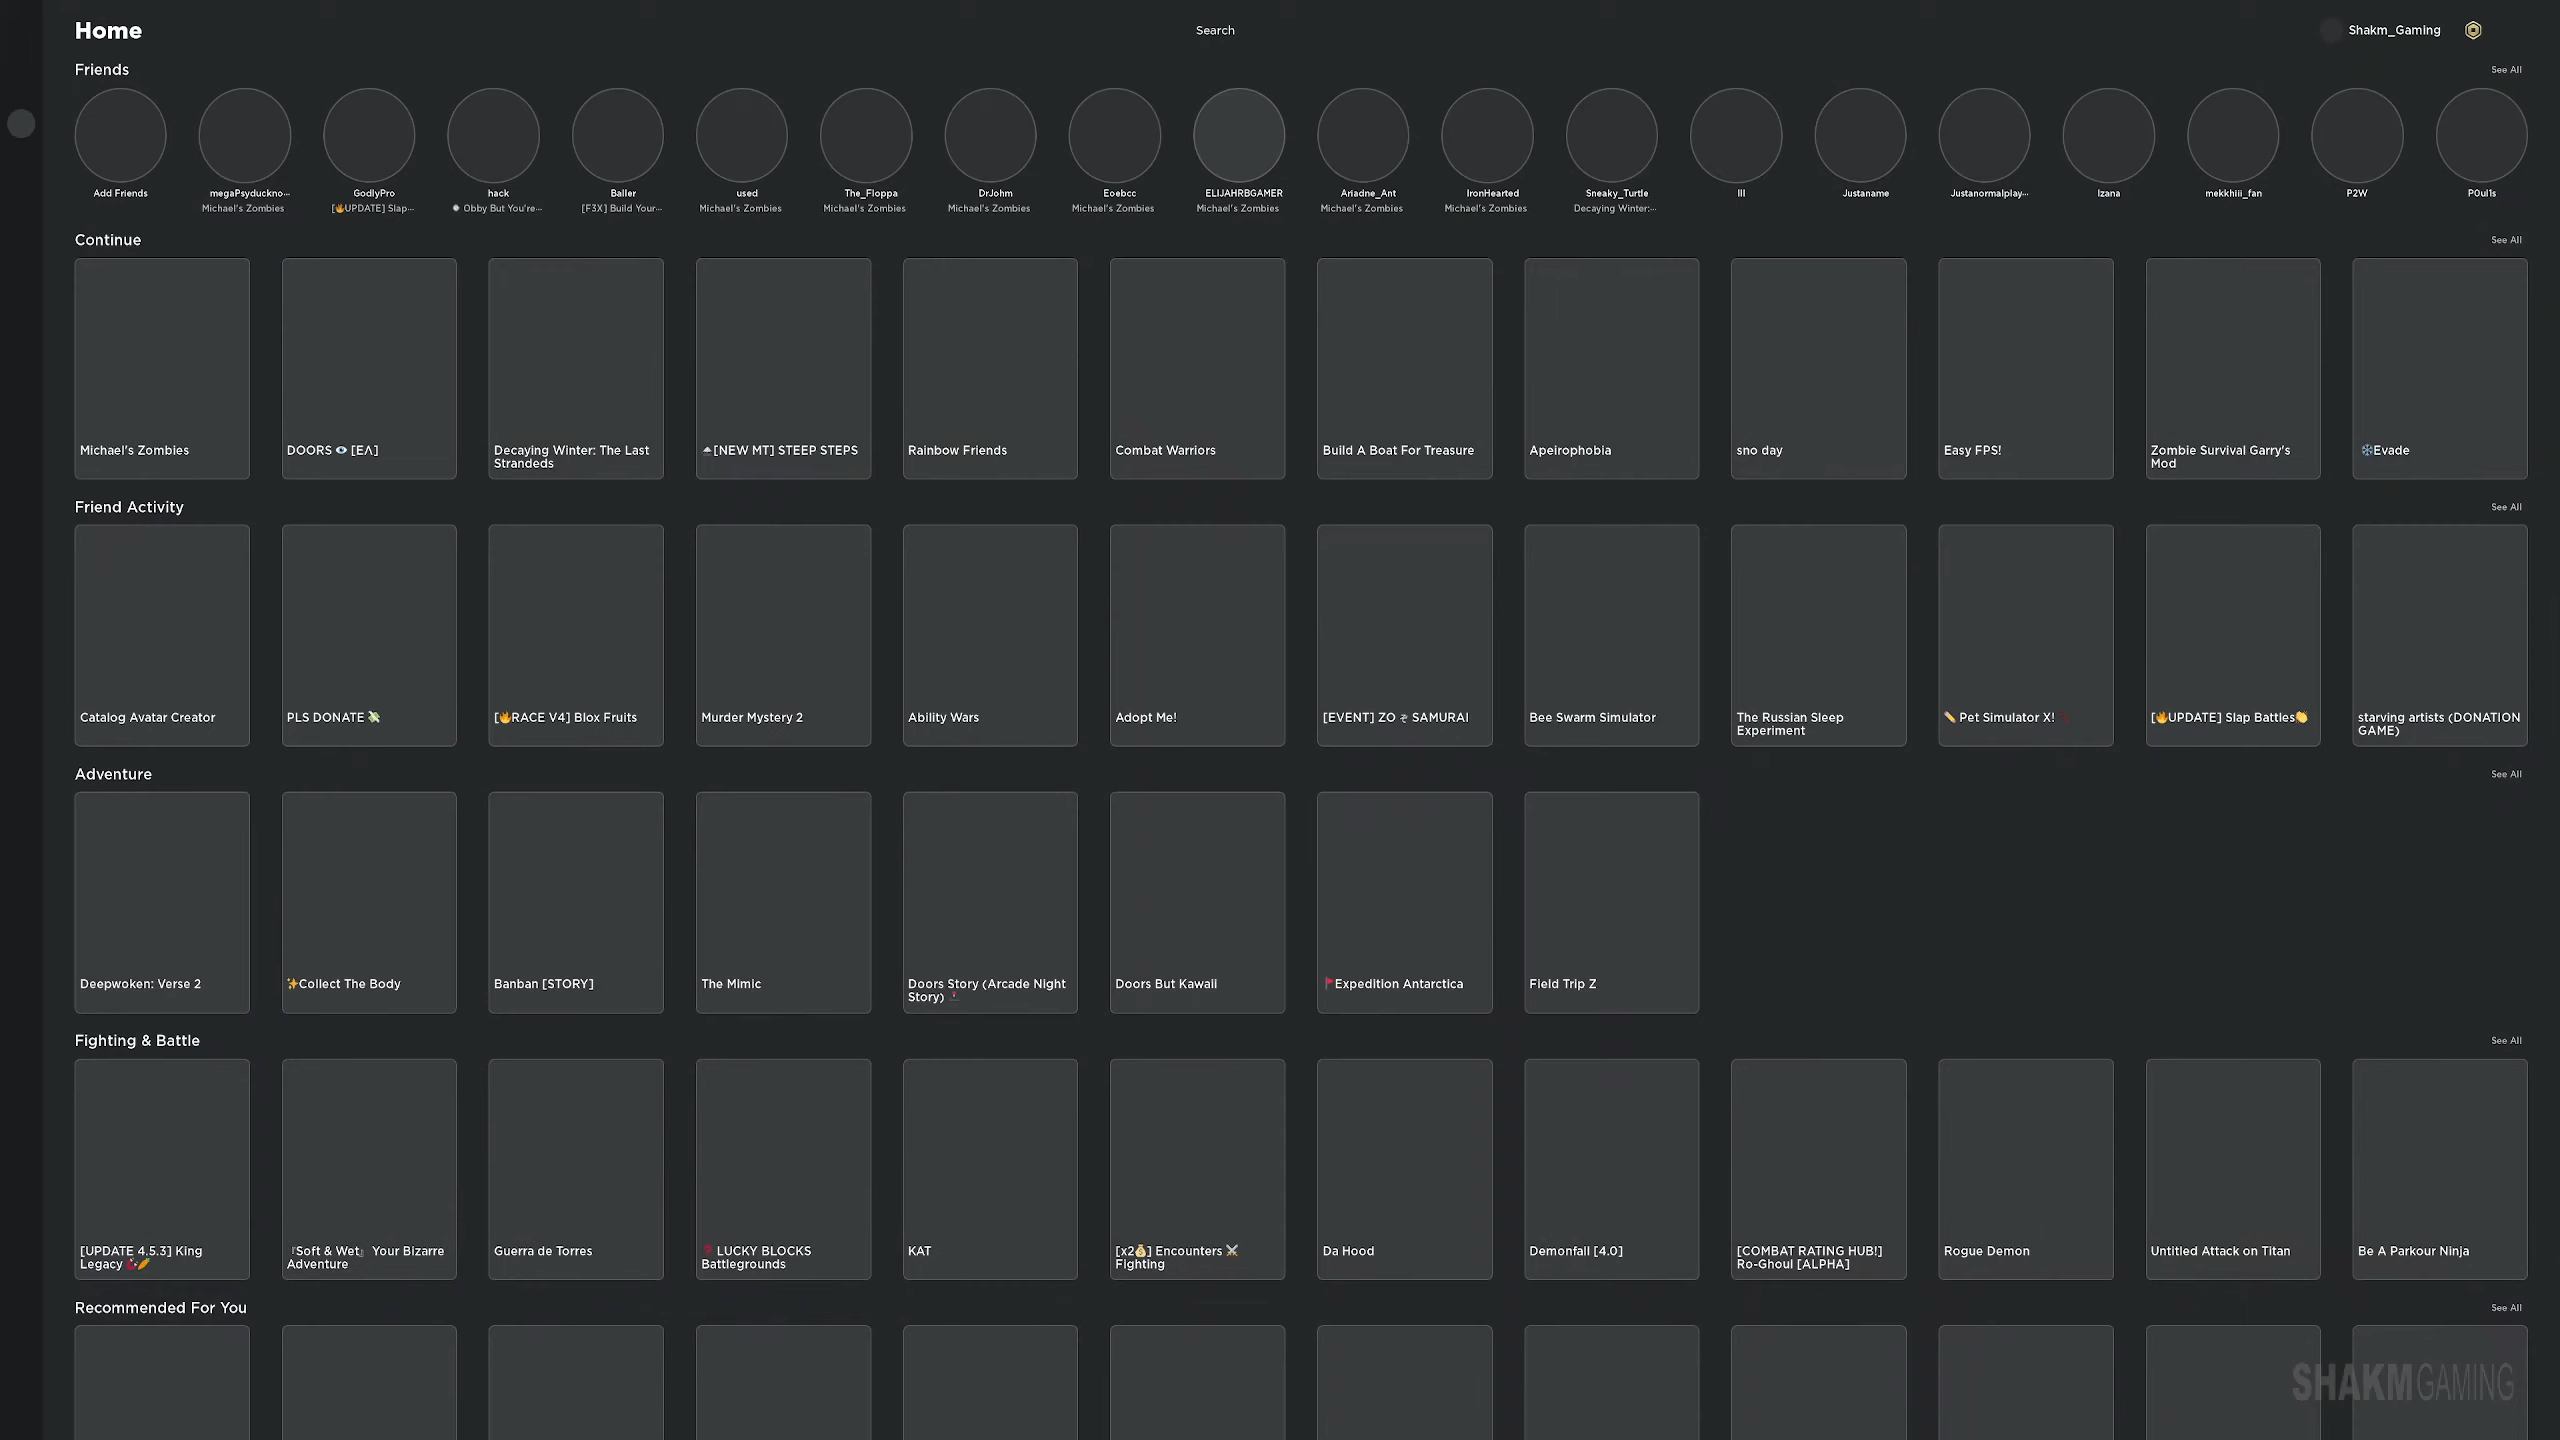 Home
Search
Shakm_Gaming
Friends
See All
Add Friends
megaPsyduckno...
GodlyPro
hack
Baller
used
The_Floppa
DrJohm
Eoebcc
ELIJAHRBGAMER
Ariadne_Ant
IronHearted
Sneaky_Turtle
Justaname
Justanormalplay...
Izana
mekkhiii_fan
P2W
Michael's Zombies
[🔥UPDATE] Slap...
Obby But You're...
[F3X] Build Your...
Michael's Zombies
Michael's Zombies
Michael's Zombies
Michael's Zombies
Michael's Zombies
Michael's Zombies
Michael's Zombies
Decaying Winter:...
Continue
See All
Michael's Zombies
DOORS 👁️ [EΛ]
Decaying Winter: The Last
Strandeds
[NEW MT] STEEP STEPS
Rainbow Friends
Combat Warriors
Build A Boat For Treasure
Apeirophobia
sno day
Easy FPS!
Zombie Survival Garry's
Mod
❄️Evade
Friend Activity
See All
Catalog Avatar Creator
PLS DONATE 💸
[🔥RACE V4] Blox Fruits
Murder Mystery 2
Ability Wars
Adopt Me!
[EVENT] ZO ぞ SAMURAI
Bee Swarm Simulator
The Russian Sleep
Experiment
✏️ Pet Simulator X!
[🔥UPDATE] Slap Battles👏
starving artists (DONATION
GAME)
Adventure
See All
Deepwoken: Verse 2
✨Collect The Body
Banban [STORY]
The Mimic
Doors Story (Arcade Night
Story) 🕹️
Doors But Kawaii
🚩Expedition Antarctica
Field Trip Z
Fighting & Battle
See All
[UPDATE 4.5.3] King
Legacy
『Soft & Wet』 Your Bizarre
Adventure
Guerra de Torres
LUCKY BLOCKS
Battlegrounds
KAT
[x2💰] Encounters ⚔️
Fighting
Da Hood
Demonfall [4.0]
[COMBAT RATING HUB!]
Ro-Ghoul [ALPHA]
Rogue Demon
Untitled Attack on Titan
Be A Parkour Ninja
Recommended For You
See All
SHAKMGAMING